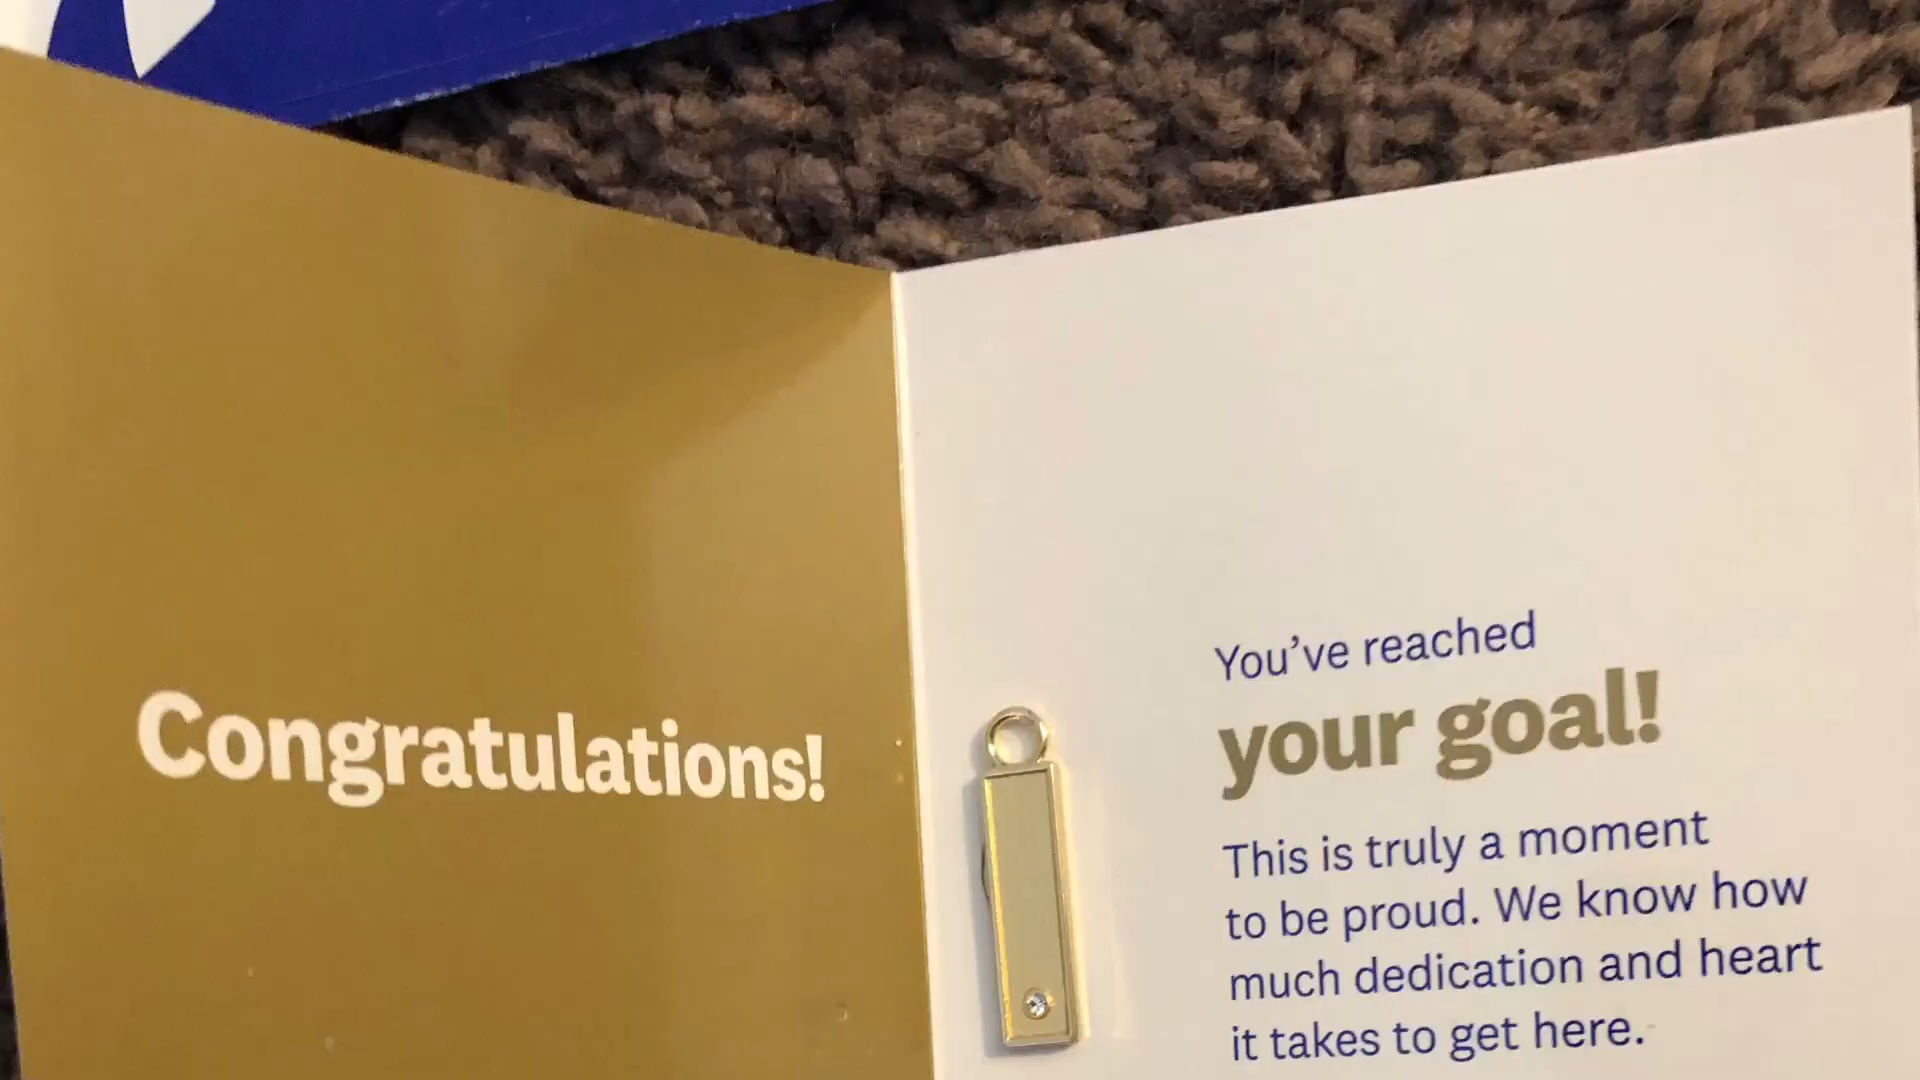 Congratulations!
You've reached
your goal!
This is truly a moment
to be proud. We know how
much dedication and heart
it takes to get here.